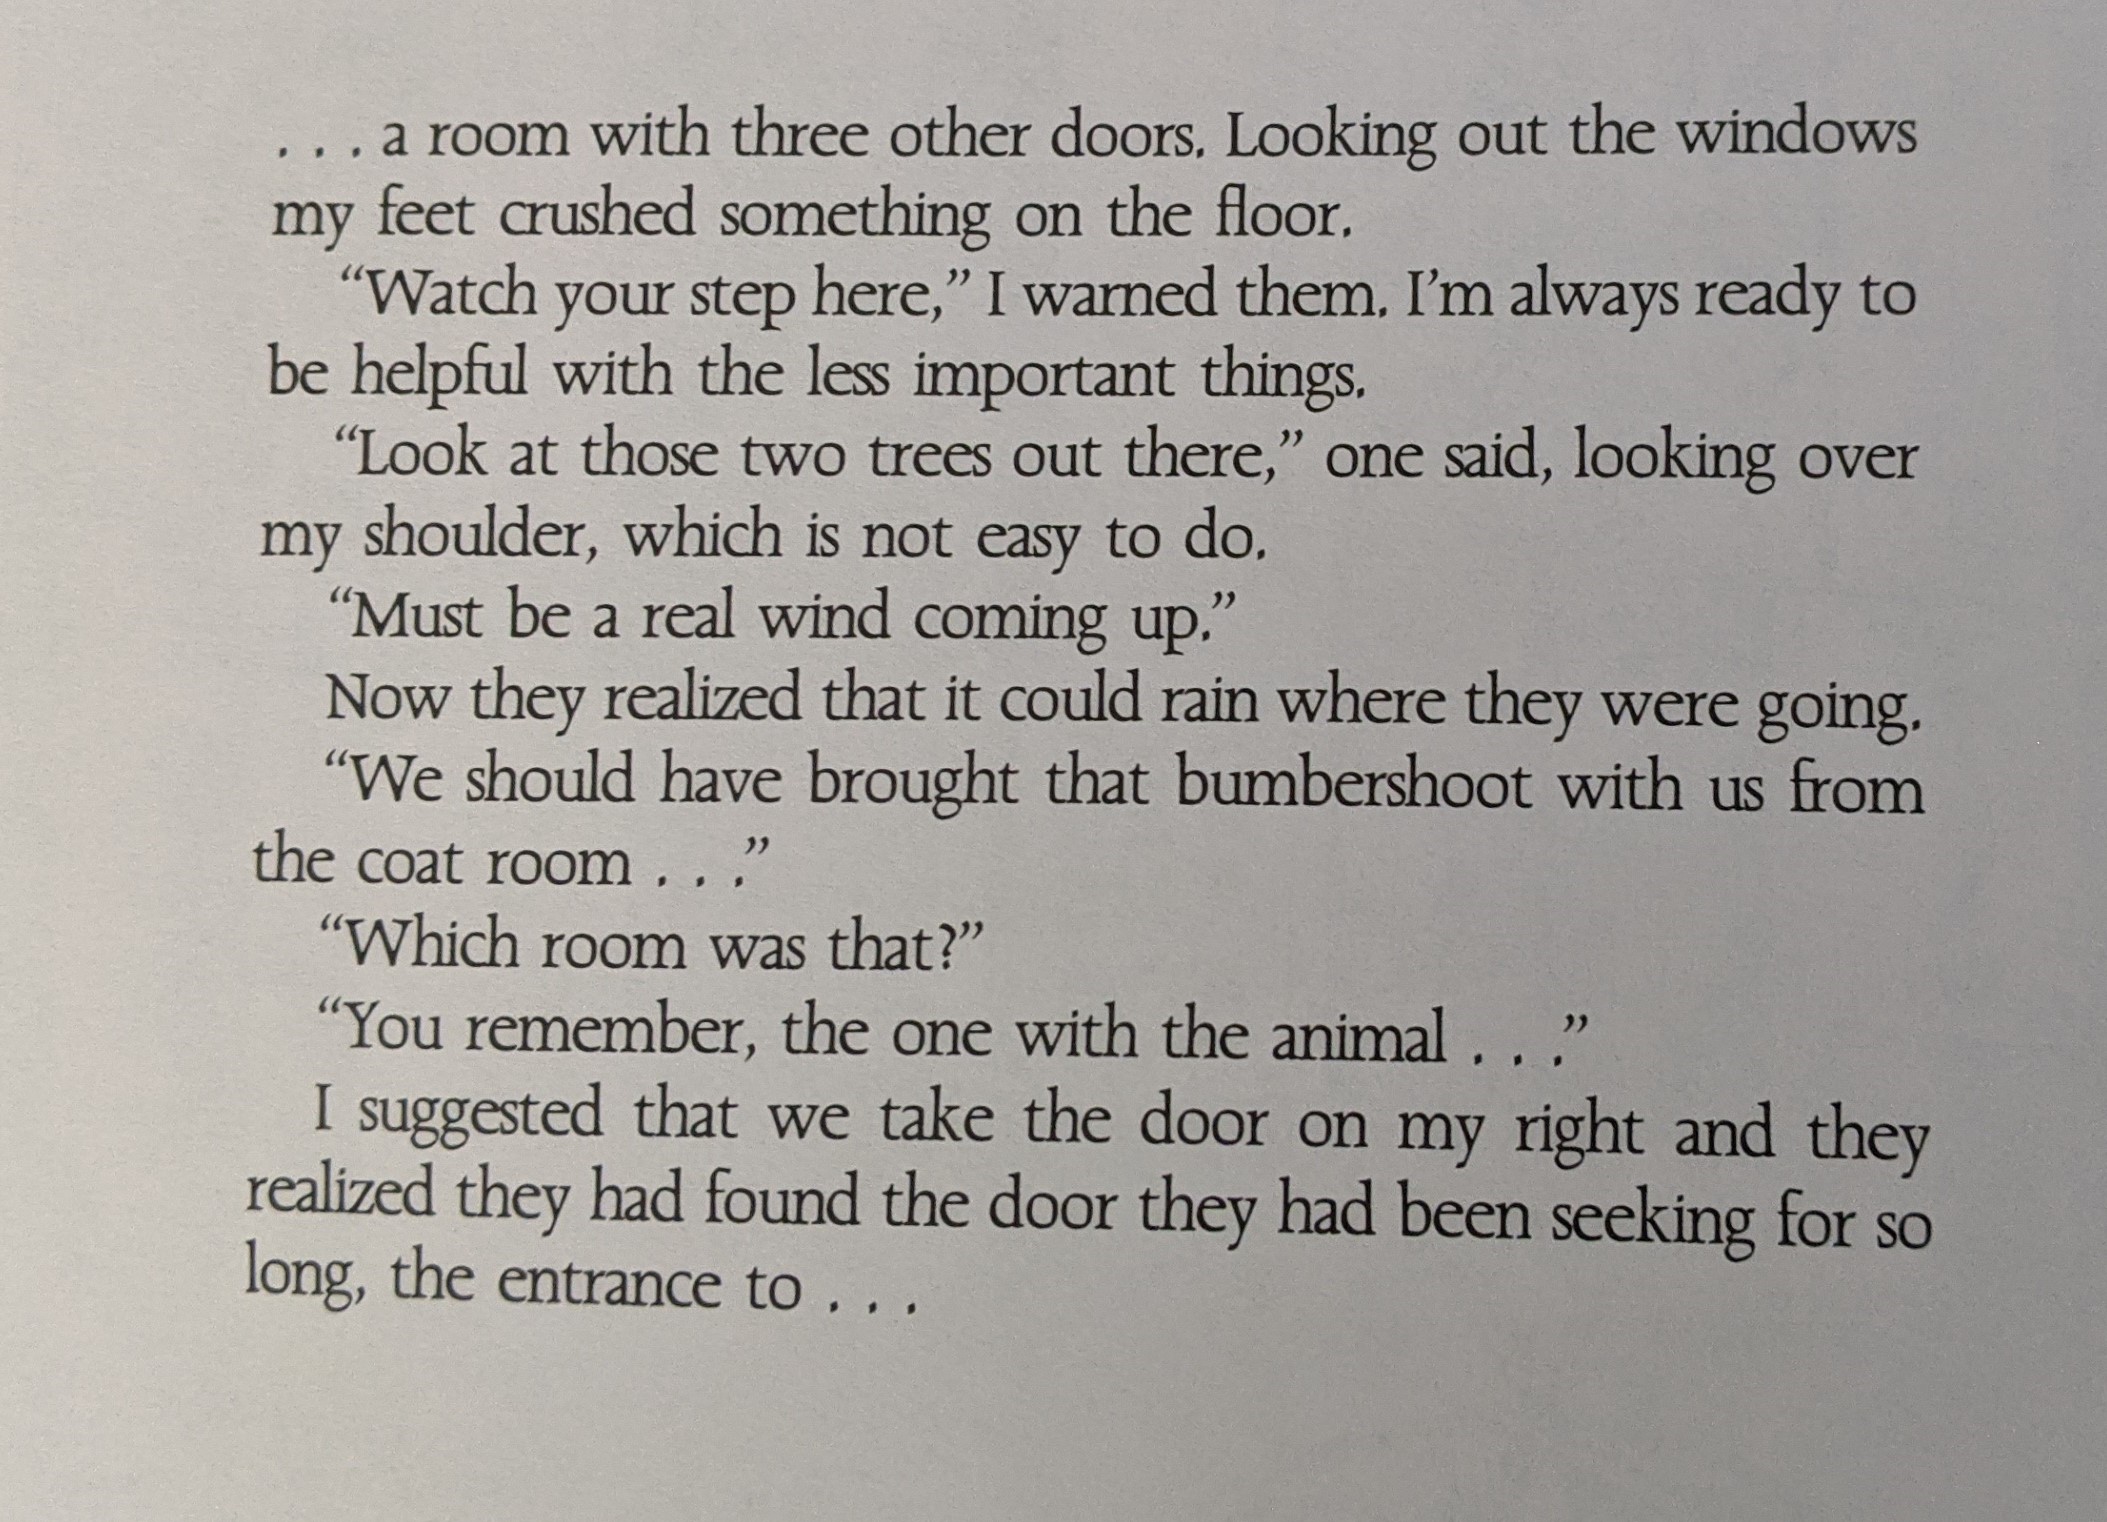 . . . a room with three other doors. Looking out the windows
my feet crushed something on the floor.
“Watch your step here,” I warned them. I’m always ready to
be helpful with the less important things.
“Look at those two trees out there,” one said, looking over
my shoulder, which is not easy to do.
“Must be a real wind coming up.”
Now they realized that it could rain where they were going.
“We should have brought that bumbershoot with us from
the coat room . . .”
“Which room was that?”
“You remember, the one with the animal . . .”
I suggested that we take the door on my right and they
realized they had found the door they had been seeking for so
long, the entrance to . . .